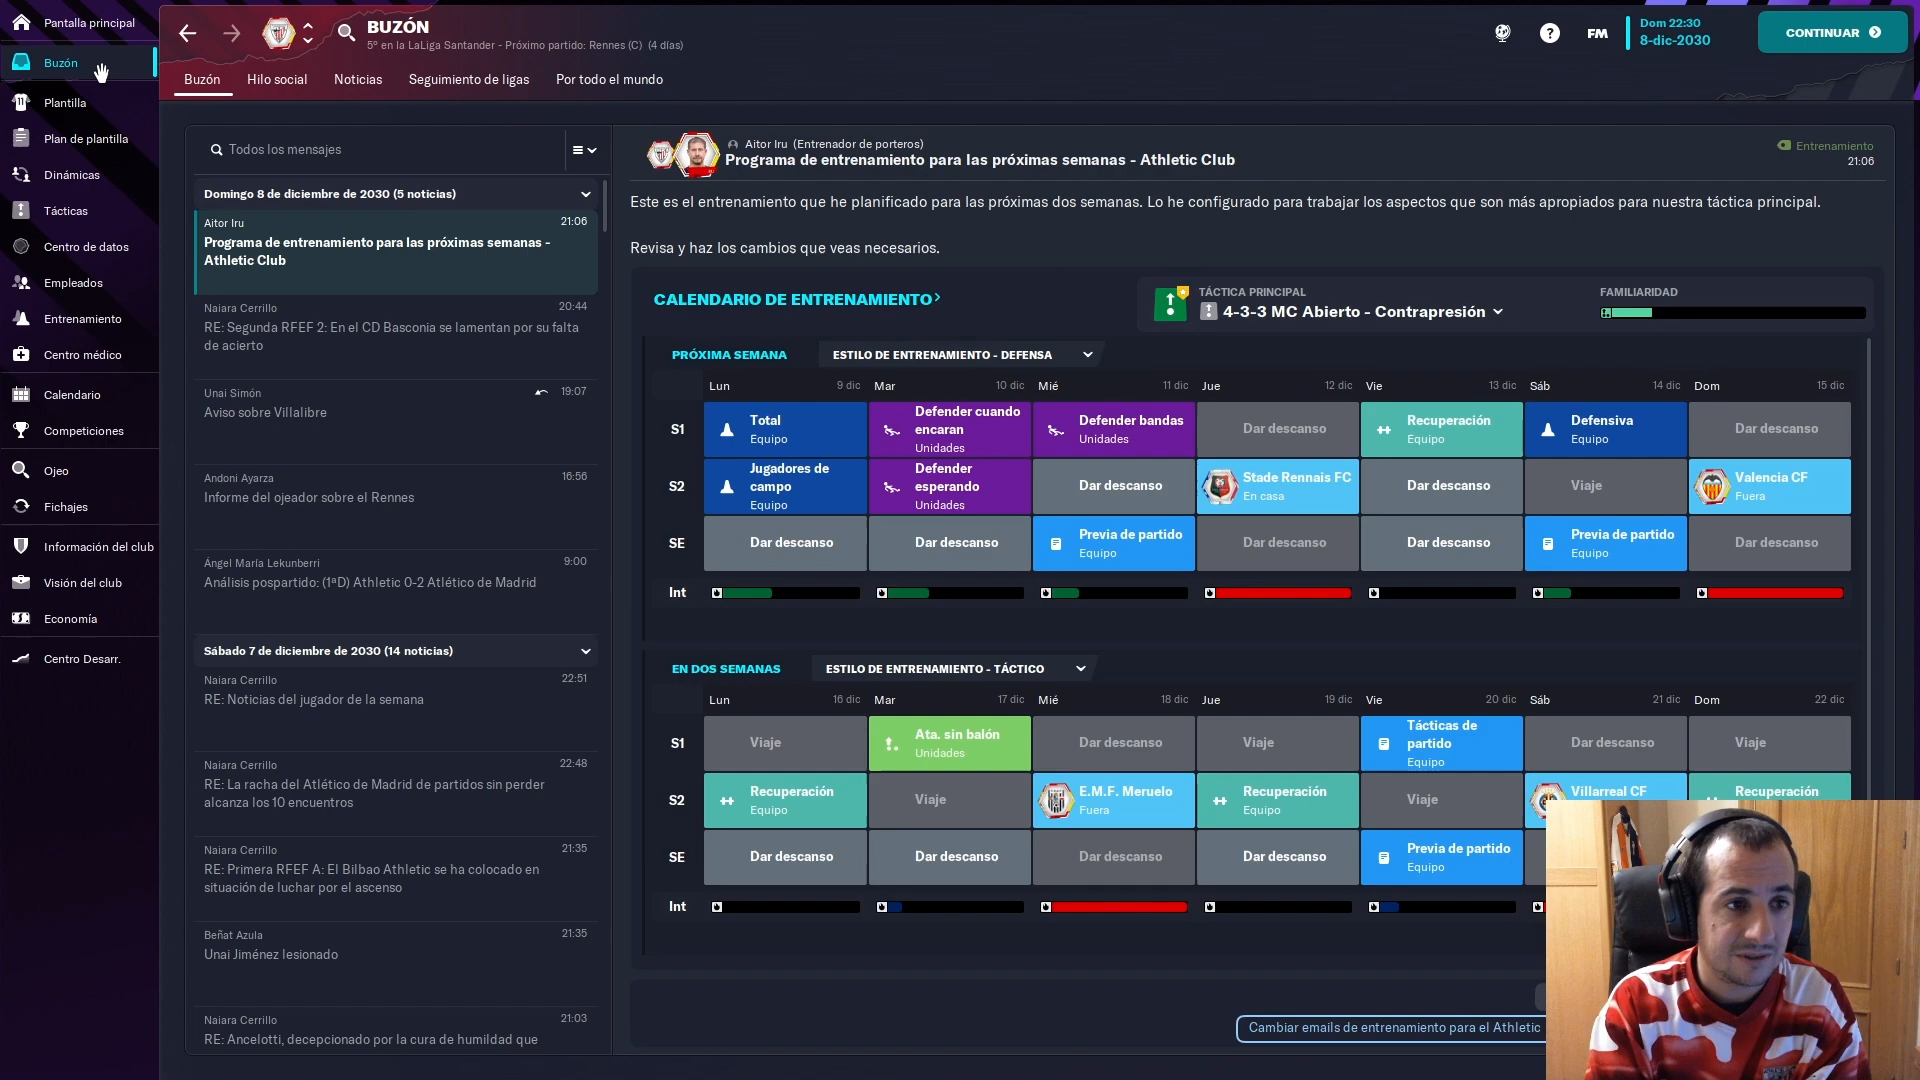 Pantalla principal
Buzón
Plantilla
Plan de plantilla
Dinámicas
Tácticas
Centro de datos
Empleados
Entrenamiento
Centro médico
Calendario
Competiciones
Ojeo
Fichajes
Información del club
Visión del club
Economía
Centro Desarr.
BUZÓN
5º en la LaLiga Santander - Próximo partido: Rennes (C) (4 días)
FM
Dom 22:30
8-dic-2030
CONTINUAR
Buzón
Hilo social
Noticias
Seguimiento de ligas
Por todo el mundo
Todos los mensajes
Domingo 8 de diciembre de 2030 (5 noticias)
Aitor Iru 21:06
Programa de entrenamiento para las próximas semanas -
Athletic Club
Naiara Cerrillo 20:44
RE: Segunda RFEF 2: En el CD Basconia se lamentan por su falta
de acierto
Unai Simón 19:07
Aviso sobre Villalibre
Andoni Ayarza 16:56
Informe del ojeador sobre el Rennes
Ángel María Lekunberri 9:00
Análisis pospartido: (1ªD) Athletic 0-2 Atlético de Madrid
Sábado 7 de diciembre de 2030 (14 noticias)
Naiara Cerrillo 22:51
RE: Noticias del jugador de la semana
Naiara Cerrillo 22:48
RE: La racha del Atlético de Madrid de partidos sin perder
alcanza los 10 encuentros
Naiara Cerrillo 21:35
RE: Primera RFEF A: El Bilbao Athletic se ha colocado en
situación de luchar por el ascenso
Beñat Azula 21:35
Unai Jiménez lesionado
Naiara Cerrillo 21:03
RE: Ancelotti, decepcionado por la cura de humildad que
Aitor Iru (Entrenador de porteros)
Programa de entrenamiento para las próximas semanas - Athletic Club
Entrenamiento
21:06
Este es el entrenamiento que he planificado para las próximas dos semanas. Lo he configurado para trabajar los aspectos que son más apropiados para nuestra táctica principal.
Revisa y haz los cambios que veas necesarios.
CALENDARIO DE ENTRENAMIENTO
TÁCTICA PRINCIPAL
4-3-3 MC Abierto - Contrapresión
FAMILIARIDAD
PRÓXIMA SEMANA
ESTILO DE ENTRENAMIENTO - DEFENSA
Lun 9 dic Mar 10 dic Mié 11 dic Jue 12 dic Vie 13 dic Sáb 14 dic Dom 15 dic
S1
Total
Equipo
Defender cuando
encaran
Unidades
Defender bandas
Unidades
Dar descanso
Recuperación
Equipo
Defensiva
Equipo
Dar descanso
S2
Jugadores de
campo
Equipo
Defender
esperando
Unidades
Dar descanso
Stade Rennais FC
En casa
Dar descanso
Viaje
Valencia CF
Fuera
SE
Dar descanso
Dar descanso
Previa de partido
Equipo
Dar descanso
Dar descanso
Previa de partido
Equipo
Dar descanso
Int
EN DOS SEMANAS
ESTILO DE ENTRENAMIENTO - TÁCTICO
Lun 16 dic Mar 17 dic Mié 18 dic Jue 19 dic Vie 20 dic Sáb 21 dic Dom 22 dic
S1
Viaje
Ata. sin balón
Unidades
Dar descanso
Viaje
Tácticas de
partido
Equipo
Dar descanso
Viaje
S2
Recuperación
Equipo
Viaje
E.M.F. Meruelo
Fuera
Recuperación
Equipo
Viaje
Villarreal CF
Recuperación
SE
Dar descanso
Dar descanso
Dar descanso
Dar descanso
Previa de partido
Equipo
Int
Cambiar emails de entrenamiento para el Athletic